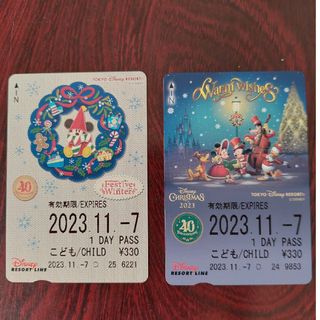 IN
TOKYO Disney RESORT
Festive
Winter
40
有効期限/EXPIRES
2023.11.-7
1 DAY PASS
こども/CHILD ¥330
2023.11.-7 ○ 25 6221
Disney
RESORT LINE
IN
Warm Wishes
TOKYO Disney RESORT
Disney
CHRISTMAS
2023
40
有効期限/EXPIRES
2023.11.-7
1 DAY PASS
こども/CHILD ¥330
2023.11.-7 ○ 24 9853
Disney
RESORT LINE